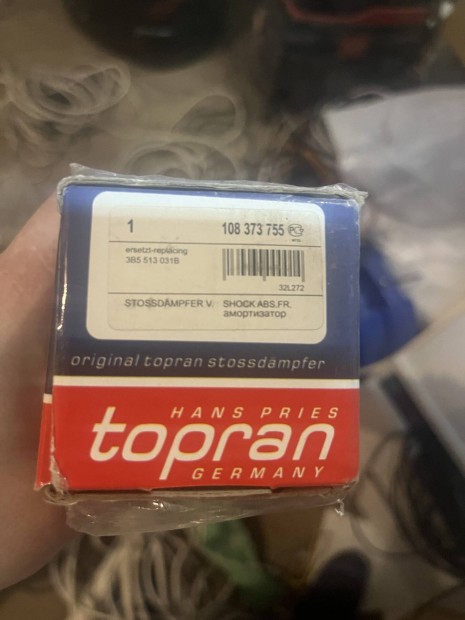 1 108 373 755
ersetzt-replacing
3B5 513 031B
32L272
STOSSDÄMPFER V. SHOCK ABS.FR.
амортизатор
original topran stossdämpfer
HANS PRIES
topran
GERMANY